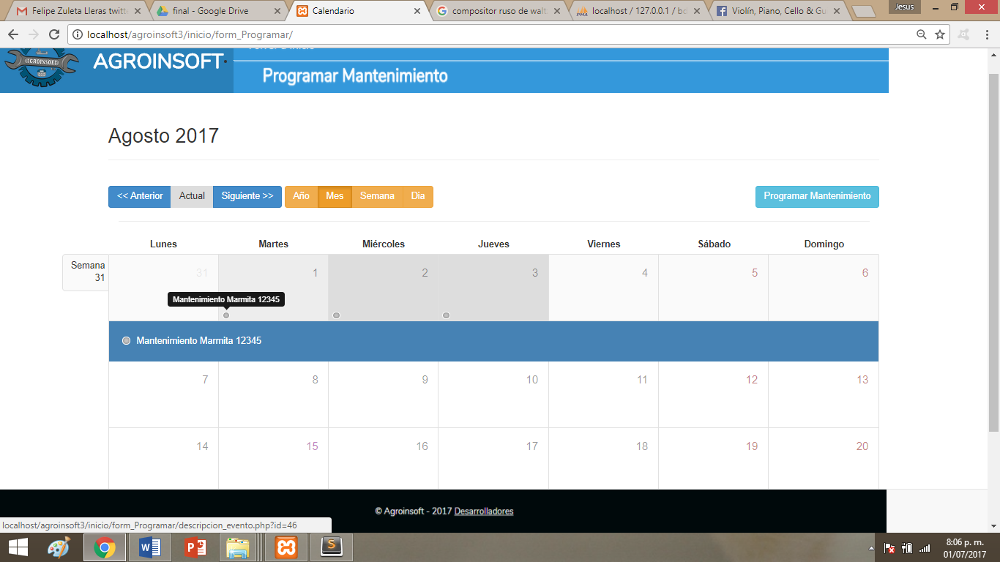 Felipe Zuleta Lleras twitt
final - Google Drive
Calendario
compositor ruso de walt
localhost / 127.0.0.1 / bd
Violín, Piano, Cello & Gu
Jesus
localhost/agroinsoft3/inicio/form_Programar/
AGROINSOFT
AGROINSOFT
Programar Mantenimiento
Agosto 2017
<< Anterior
Actual
Siguiente >>
Año
Mes
Semana
Dia
Programar Mantenimiento
Lunes
Martes
Miércoles
Jueves
Viernes
Sábado
Domingo
Semana
31
31
1
2
3
4
5
6
Mantenimiento Marmita 12345
Mantenimiento Marmita 12345
7
8
9
10
11
12
13
14
15
16
17
18
19
20
© Agroinsoft - 2017 Desarrolladores
localhost/agroinsoft3/inicio/form_Programar/descripcion_evento.php?id=46
8:06 p. m.
01/07/2017